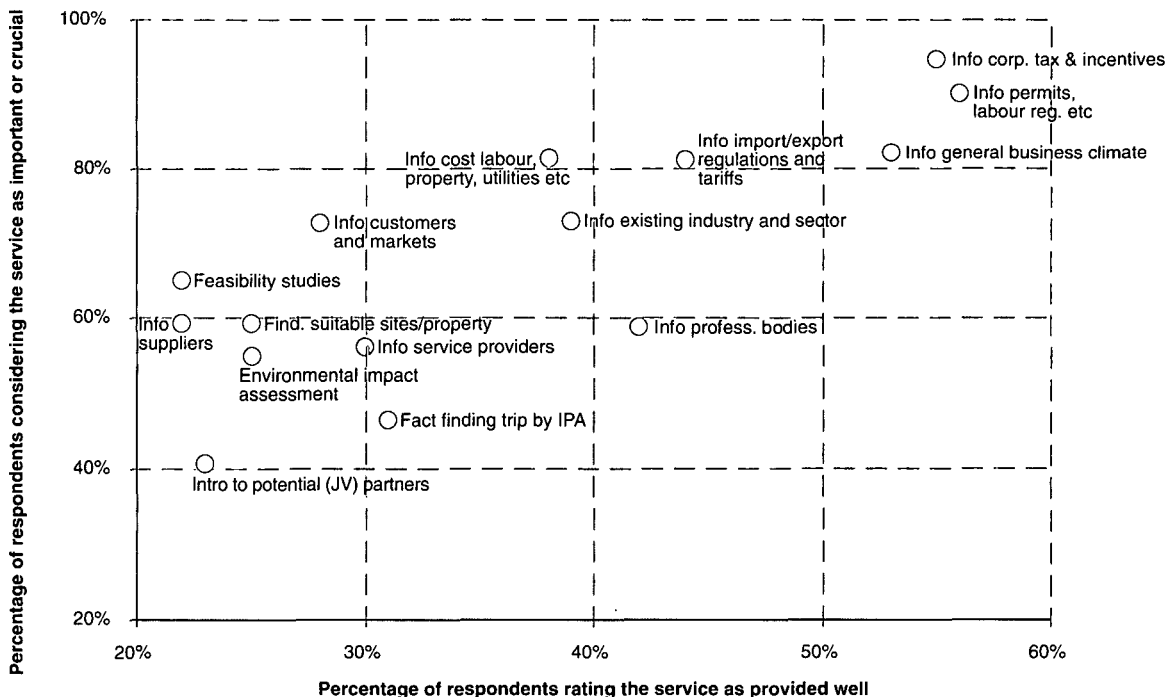 Percentage of respondents considering the service as important or crucial
100%
80%
60%
40%
20%
Info corp. tax & incentives
Info permits,
labour reg. etc
Info import/export
regulations and
tariffs
Info general business climate
Info cost labour,
property, utilities etc
Info customers
and markets
Info existing industry and sector
Feasibility studies
Info
suppliers
Find. suitable sites/property
Info profess. bodies
Info service providers
Environmental impact
assessment
Fact finding trip by IPA
Intro to potential (JV) partners
20%
30%
40%
50%
60%
Percentage of respondents rating the service as provided well